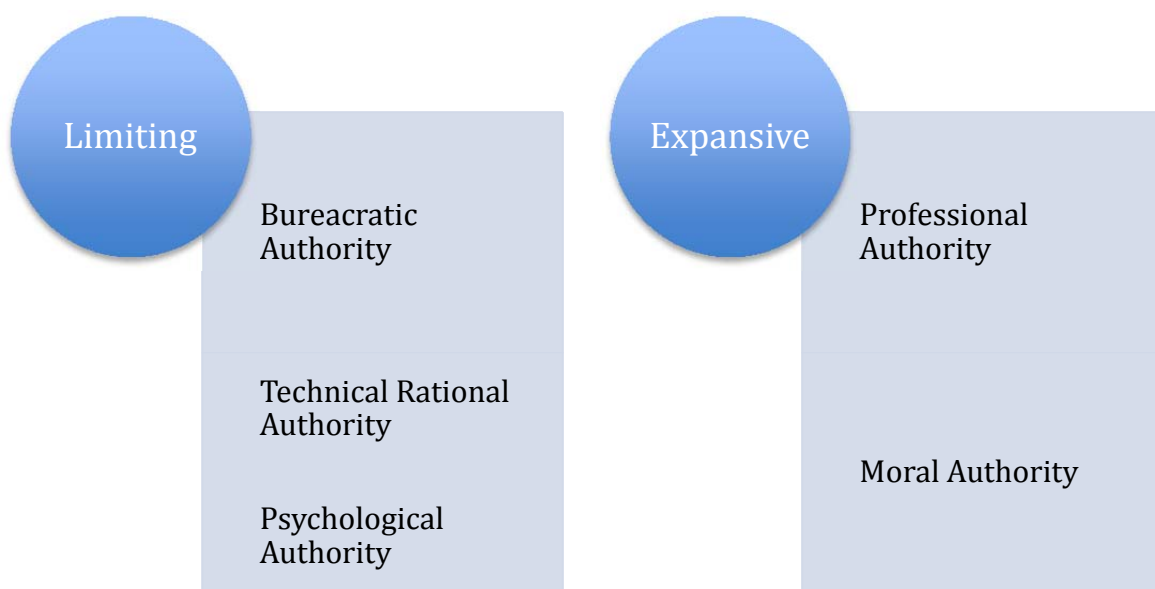 Limiting
Bureacratic
Authority
Technical Rational
Authority
Psychological
Authority
Expansive
Professional
Authority
Moral Authority